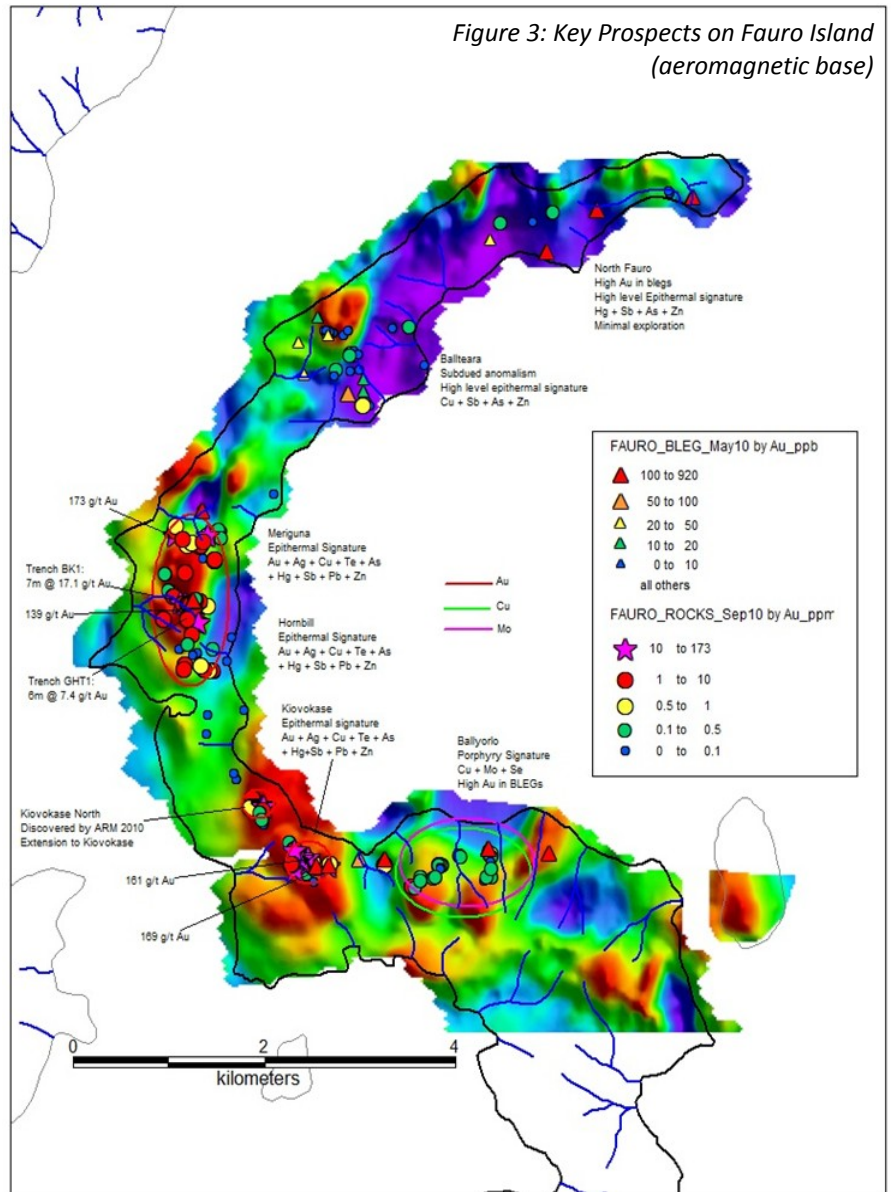 Figure 3: Key Prospects on Fauro Island
(aeromagnetic base)
North Fauro
High Au in blegs
High level Epithermal signature
Hg + Sb + As + Zn
Minimal exploration
Ballteara
Subdued anomalism
High level epithermal signature
Cu + Sb + As + Zn
FAURO_BLEG_May10 by Au_ppb
100 to 920
50 to 100
20 to 50
10 to 20
0 to 10
all others
FAURO_ROCKS_Sep10 by Au_ppm
10 to 173
1 to 10
0.5 to 1
0.1 to 0.5
0 to 0.1
173 g/t Au
Meriguna
Epithermal Signature
Au + Ag + Cu + Te + As
+ Hg + Sb + Pb + Zn
Trench BK1:
7m @ 17.1 g/t Au
139 g/t Au
Au
Cu
Mo
Hornbill
Epithermal Signature
Au + Ag + Cu + Te + As
+ Hg + Sb + Pb + Zn
Trench GHT1:
6m @ 7.4 g/t Au
Kiovokase
Epithermal signature
Au + Ag + Cu + Te + As
+ Hg+Sb + Pb + Zn
Ballyorlo
Porphyry Signature
Cu + Mo + Se
High Au in BLEGs
Kiovokase North
Discovered by ARM 2010
Extension to Kiovokase
161 g/t Au
169 g/t Au
0 2 4
kilometers